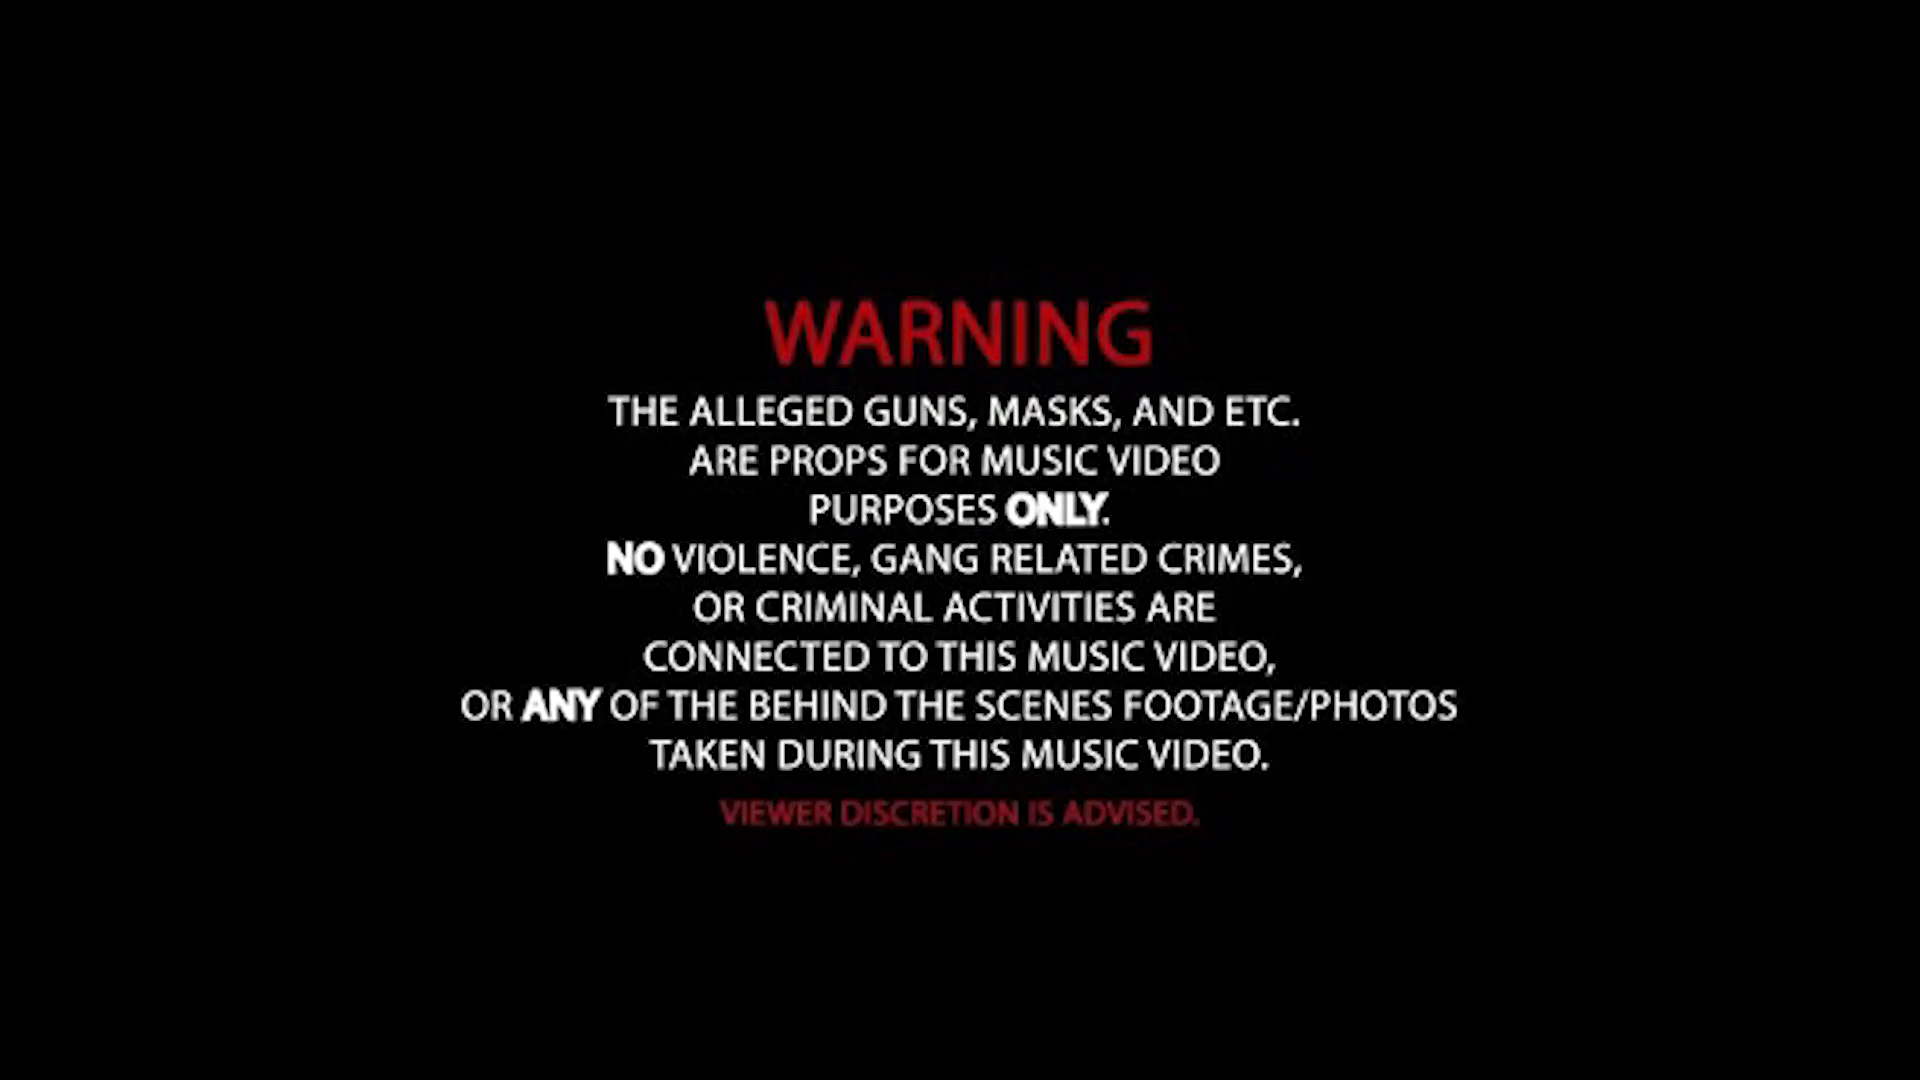 WARNING
THE ALLEGED GUNS, MASKS, AND ETC.
ARE PROPS FOR MUSIC VIDEO
PURPOSES ONLY.
NO VIOLENCE, GANG RELATED CRIMES,
OR CRIMINAL ACTIVITIES ARE
CONNECTED TO THIS MUSIC VIDEO,
OR ANY OF THE BEHIND THE SCENES FOOTAGE/PHOTOS
TAKEN DURING THIS MUSIC VIDEO.
VIEWER DISCRETION IS ADVISED.